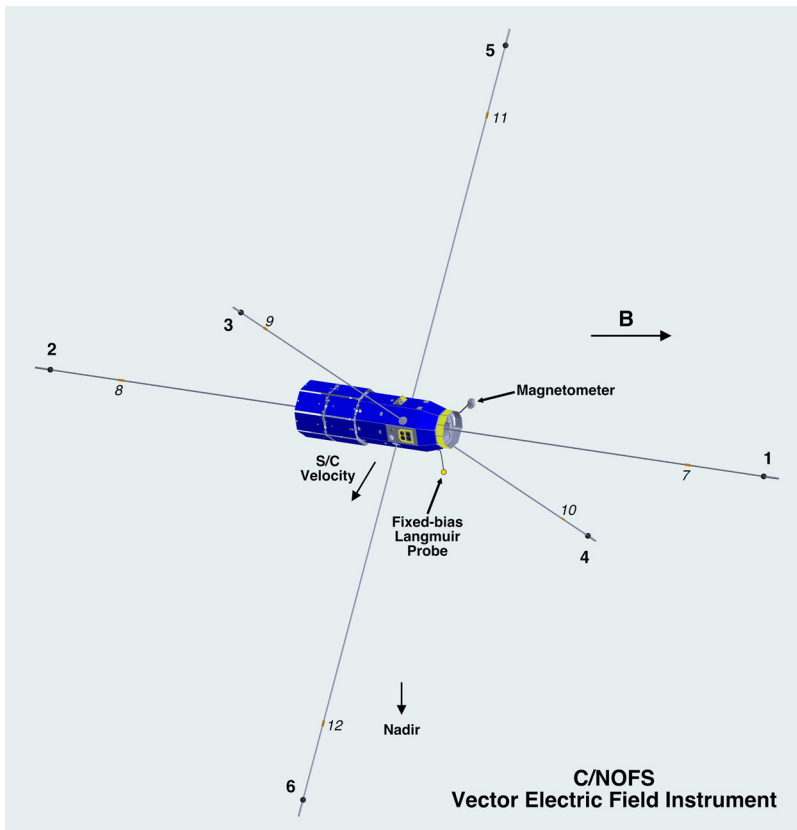 5
11
B
9
3
2
8
Magnetometer
S/C
Velocity
1
7
10
Fixed-bias
Langmuir
Probe
4
12
Nadir
6
C/NOFS
Vector Electric Field Instrument